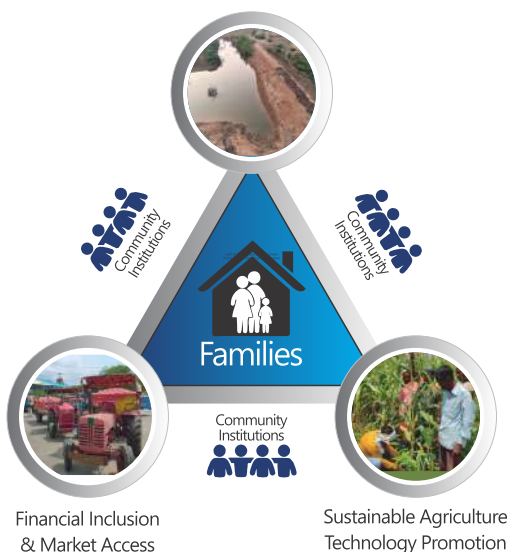 Community
Institutions
Community
Institutions
Families
Community
Institutions
Financial Inclusion
& Market Access
Sustainable Agriculture
Technology Promotion